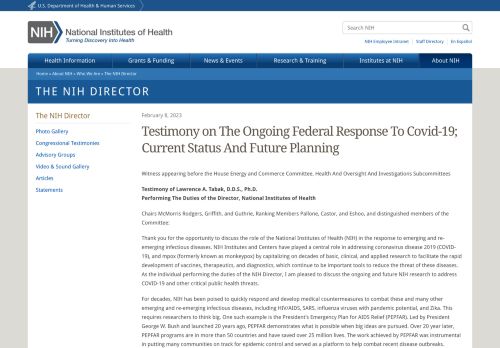 U.S. Department of Health & Human Services
Search NIH
NIH National Institutes of Health
Turning Discovery Into Health
NIH Employee Intranet | Staff Directory | En Español
Health Information Grants & Funding News & Events Research & Training Institutes at NIH About NIH
Home » About NIH » Who We Are » The NIH Director
THE NIH DIRECTOR
The NIH Director
Photo Gallery
Congressional Testimonies
Advisory Groups
Video & Sound Gallery
Articles
Statements
February 8, 2023
Testimony on The Ongoing Federal Response To Covid-19;
Current Status And Future Planning
Witness appearing before the House Energy and Commerce Committee, Health And Oversight And Investigations Subcommittees
Testimony of Lawrence A. Tabak, D.D.S., Ph.D.
Performing The Duties of the Director, National Institutes of Health
Chairs McMorris Rodgers, Griffith, and Guthrie, Ranking Members Pallone, Castor, and Eshoo, and distinguished members of the
Committee:
Thank you for the opportunity to discuss the role of the National Institutes of Health (NIH) in the response to emerging and re-
emerging infectious diseases. NIH Institutes and Centers have played a central role in addressing coronavirus disease 2019 (COVID-
19), and mpox (formerly known as monkeypox) by capitalizing on decades of basic, clinical, and applied research to facilitate the rapid
development of vaccines, therapeutics, and diagnostics, which continue to be important tools to reduce the threat of these diseases.
As the individual performing the duties of the NIH Director, I am pleased to discuss the ongoing and future NIH research to address
COVID-19 and other critical public health threats.
For decades, NIH has been poised to quickly respond and develop medical countermeasures to combat these and many other
emerging and re-emerging infectious diseases, including HIV/AIDS, SARS, influenza viruses with pandemic potential, and Zika. This
requires researchers to think big. One such example is the President's Emergency Plan for AIDS Relief (PEPFAR). Led by President
George W. Bush and launched 20 years ago, PEPFAR demonstrates what is possible when big ideas are pursued. Over 20 later year,
PEPFAR programs are in more than 50 countries and have saved over 25 million lives. The work achieved by PEPFAR was instrumental
in putting many communities on track for epidemic control and served as a platform to help combat recent disease outbreaks.